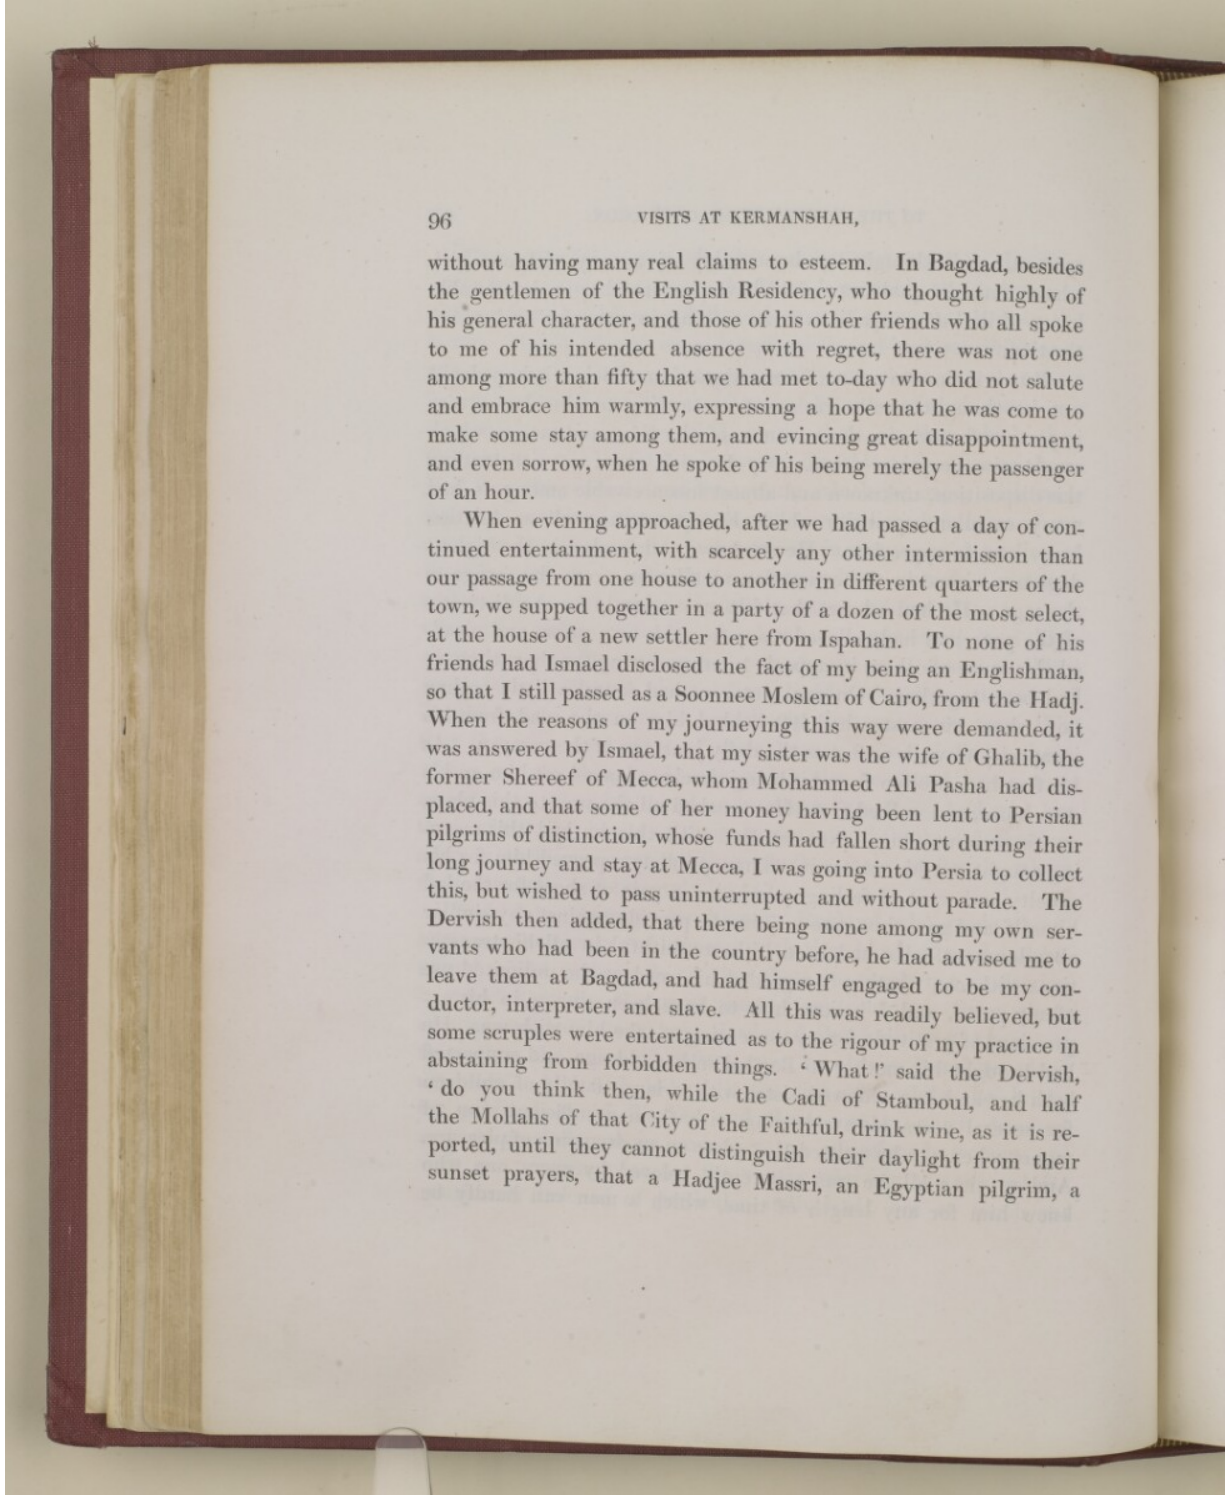 96
VISITS AT KERMANSHAH,
without having many real claims to esteem. In Bagdad, besides
the gentlemen of the English Residency, who thought highly of
his general character, and those of his other friends who all spoke
to me of his intended absence with regret, there was not one
among more than fifty that we had met to-day who did not salute
and embrace him warmly, expressing a hope that he was come to
make some stay among them, and evincing great disappointment,
and even sorrow, when he spoke of his being merely the passenger
of an hour.
When evening approached, after we had passed a day of con-
tinued entertainment, with scarcely any other intermission than
our passage from one house to another in different quarters of the
town, we supped together in a party of a dozen of the most select,
at the house of a new settler here from Ispahan. To none of his
friends had Ismael disclosed the fact of my being an Englishman,
so that I still passed as a Soonnee Moslem of Cairo, from the Hadj.
When the reasons of my journeying this way were demanded, it
was answered by Ismael, that my sister was the wife of Ghalib, the
former Shereef of Mecca, whom Mohammed Ali Pasha had dis-
placed, and that some of her money having been lent to Persian
pilgrims of distinction, whose funds had fallen short during their
long journey and stay at Mecca, I was going into Persia to collect
this, but wished to pass uninterrupted and without parade. The
Dervish then added, that there being none among my own ser-
vants who had been in the country before, he had advised me to
leave them at Bagdad, and had himself engaged to be my con-
ductor, interpreter, and slave. All this was readily believed, but
some scruples were entertained as to the rigour of my practice in
abstaining from forbidden things. ‘ What !’ said the Dervish,
‘ do you think then, while the Cadi of Stamboul, and half
the Mollahs of that City of the Faithful, drink wine, as it is re-
ported, until they cannot distinguish their daylight from their
sunset prayers, that a Hadjee Massri, an Egyptian pilgrim, a